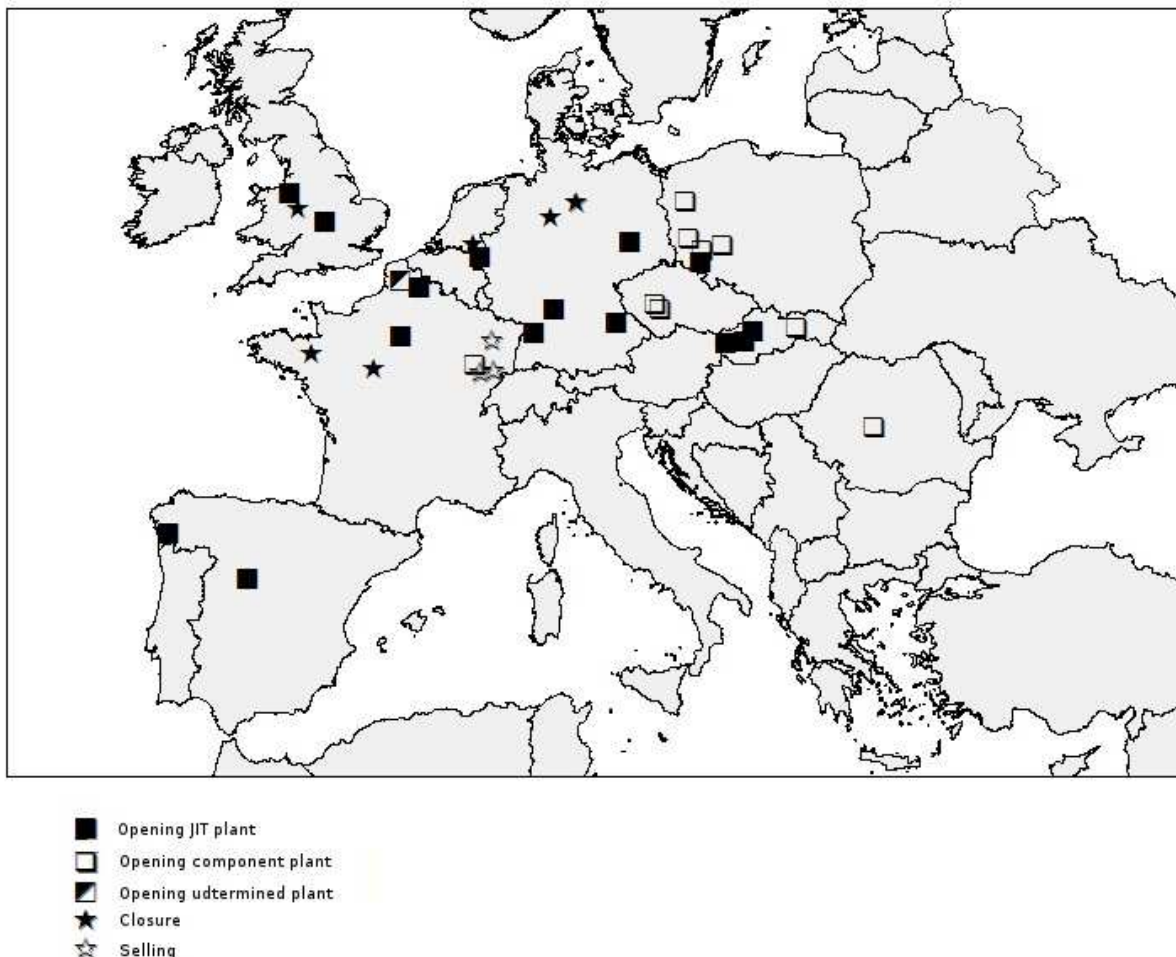 Opening JIT plant
Opening component plant
Opening udtermined plant
Closure
Selling